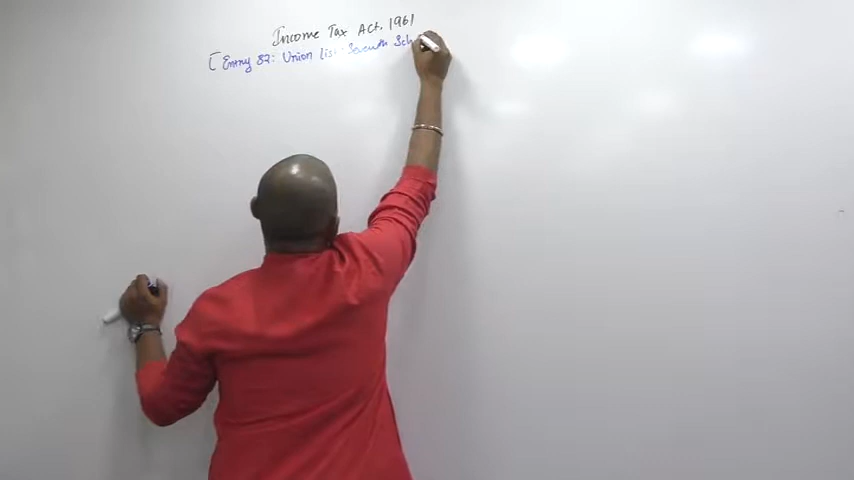 Income Tax Act, 1961
[ Entry 82: Union List Seventh Sch